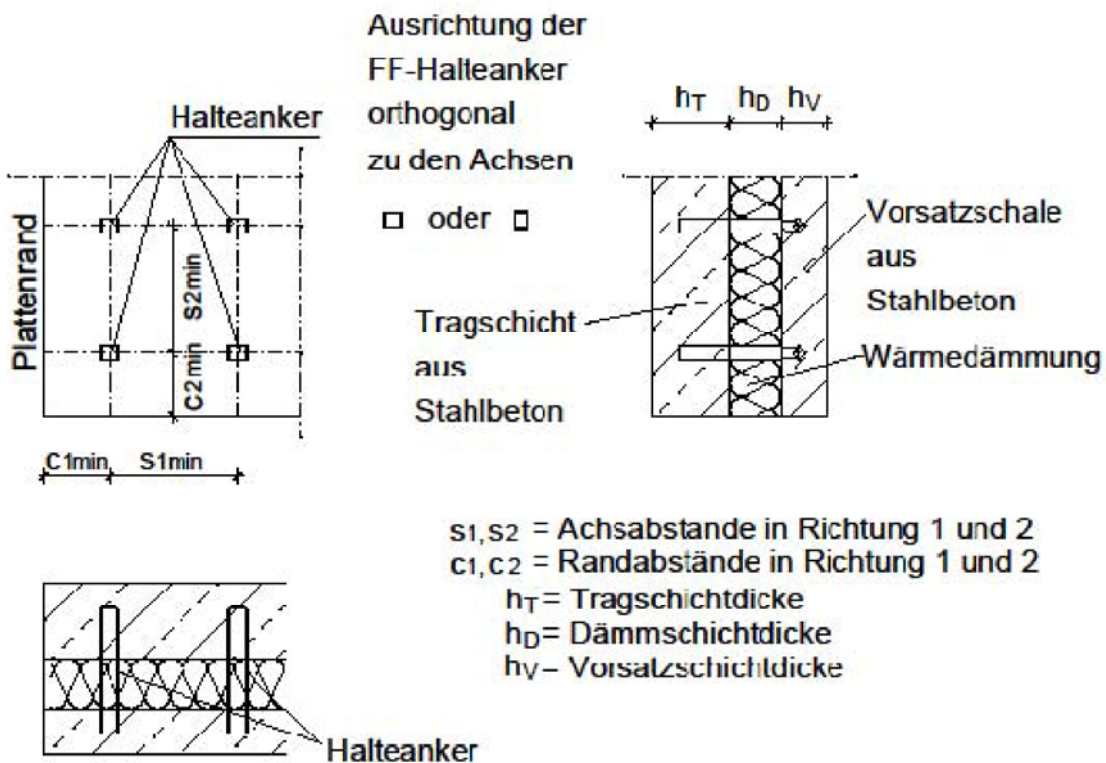 Ausrichtung der
FF-Halteanker
orthogonal
zu den Achsen
□ oder ▯
Halteanker
Plattenrand
S2min
C2min
C1min S1min
hT hD hV
Vorsatzschale
aus
Stahlbeton
Tragschicht
aus
Stahlbeton
Wärmedämmung
s1,s2 = Achsabstande in Richtung 1 und 2
c1,c2 = Randabstände in Richtung 1 und 2
hT= Tragschichtdicke
hD= Dämmschichtdicke
hV– Vorsatzschichtdicke
Halteanker